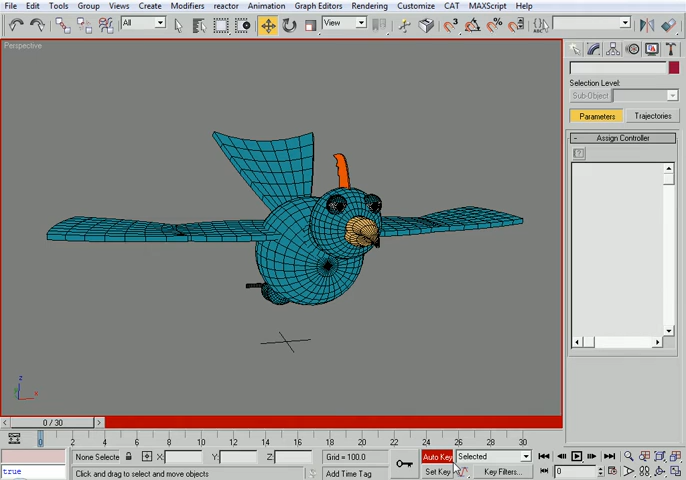 File Edit Tools Group Views Create Modifiers reactor Animation Graph Editors Rendering Customize CAT MAXScript Help
All View
Perspective
Selection Level:
Sub-Object
Parameters Trajectories
- Assign Controller
z
x
< 0 / 30 >
0 2 4 6 8 10 12 14 16 18 20 22 24 26 28 30
None Selecte X: Y: Z: Grid = 100.0 Auto Key Selected
true Click and drag to select and move objects Add Time Tag Set Key Key Filters... 0